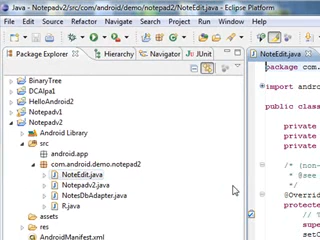 Java - Notepadv2/src/com/android/demo/notepad2/NoteEdit.java - Eclipse Platform
File Edit Source Refactor Navigate Search Project Run Window Help
Package Explorer
Hierarchy
Navigator
JUnit
NoteEdit.java
BinaryTree
DCAlpa1
HelloAndroid2
Notepadv1
Notepadv2
Android Library
src
android.app
com.android.demo.notepad2
NoteEdit.java
Notepadv2.java
NotesDbAdapter.java
R.java
assets
res
AndroidManifest.xml
package com.
import andro
public class
private
private
private
/* (non-
* @see
*/
@Overrid
protecte
// T
supe
setC